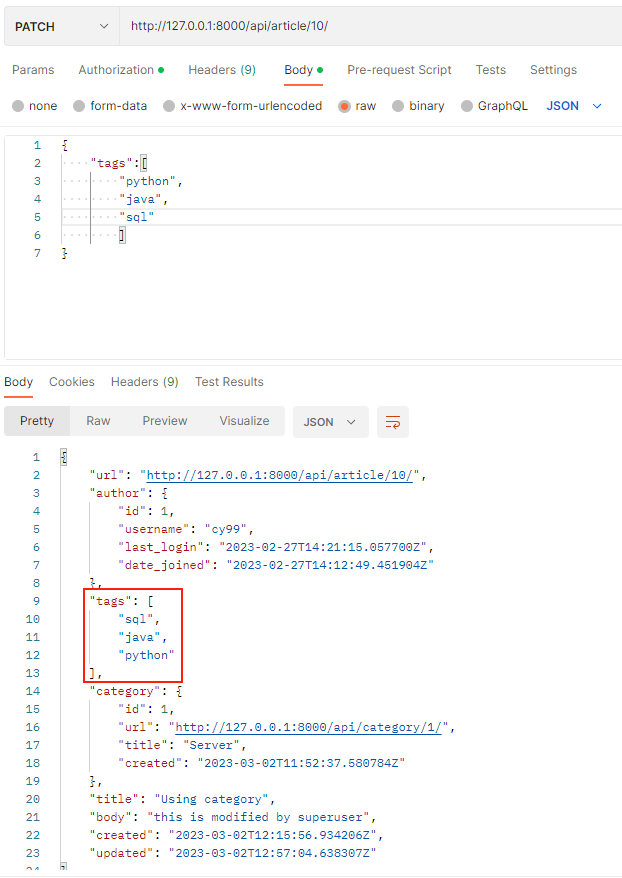 PATCH http://127.0.0.1:8000/api/article/10/
Params Authorization Headers (9) Body Pre-request Script Tests Settings
none form-data x-www-form-urlencoded raw binary GraphQL JSON
1 {
2 "tags":[
3 "python",
4 "java",
5 "sql"
6 ]
7 }
Body Cookies Headers (9) Test Results
Pretty Raw Preview Visualize JSON
1 {
2 "url": "http://127.0.0.1:8000/api/article/10/",
3 "author": {
4 "id": 1,
5 "username": "cy99",
6 "last_login": "2023-02-27T14:21:15.057700Z",
7 "date_joined": "2023-02-27T14:12:49.451904Z"
8 },
9 "tags": [
10 "sql",
11 "java",
12 "python"
13 ],
14 "category": {
15 "id": 1,
16 "url": "http://127.0.0.1:8000/api/category/1/",
17 "title": "Server",
18 "created": "2023-03-02T11:52:37.580784Z"
19 },
20 "title": "Using category",
21 "body": "this is modified by superuser",
22 "created": "2023-03-02T12:15:56.934206Z",
23 "updated": "2023-03-02T12:57:04.638307Z"
24 }